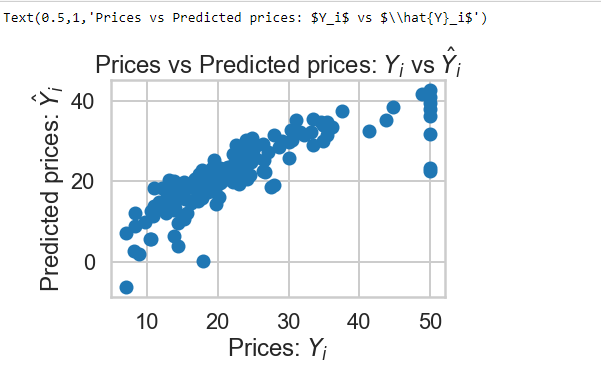 Text(0.5,1,'Prices vs Predicted prices: $Y_i$ vs $\\hat{Y}_i$')
Prices vs Predicted prices: Yᵢ vs Ŷᵢ
Predicted prices: Ŷᵢ
40
20
0
10 20 30 40 50
Prices: Yᵢ